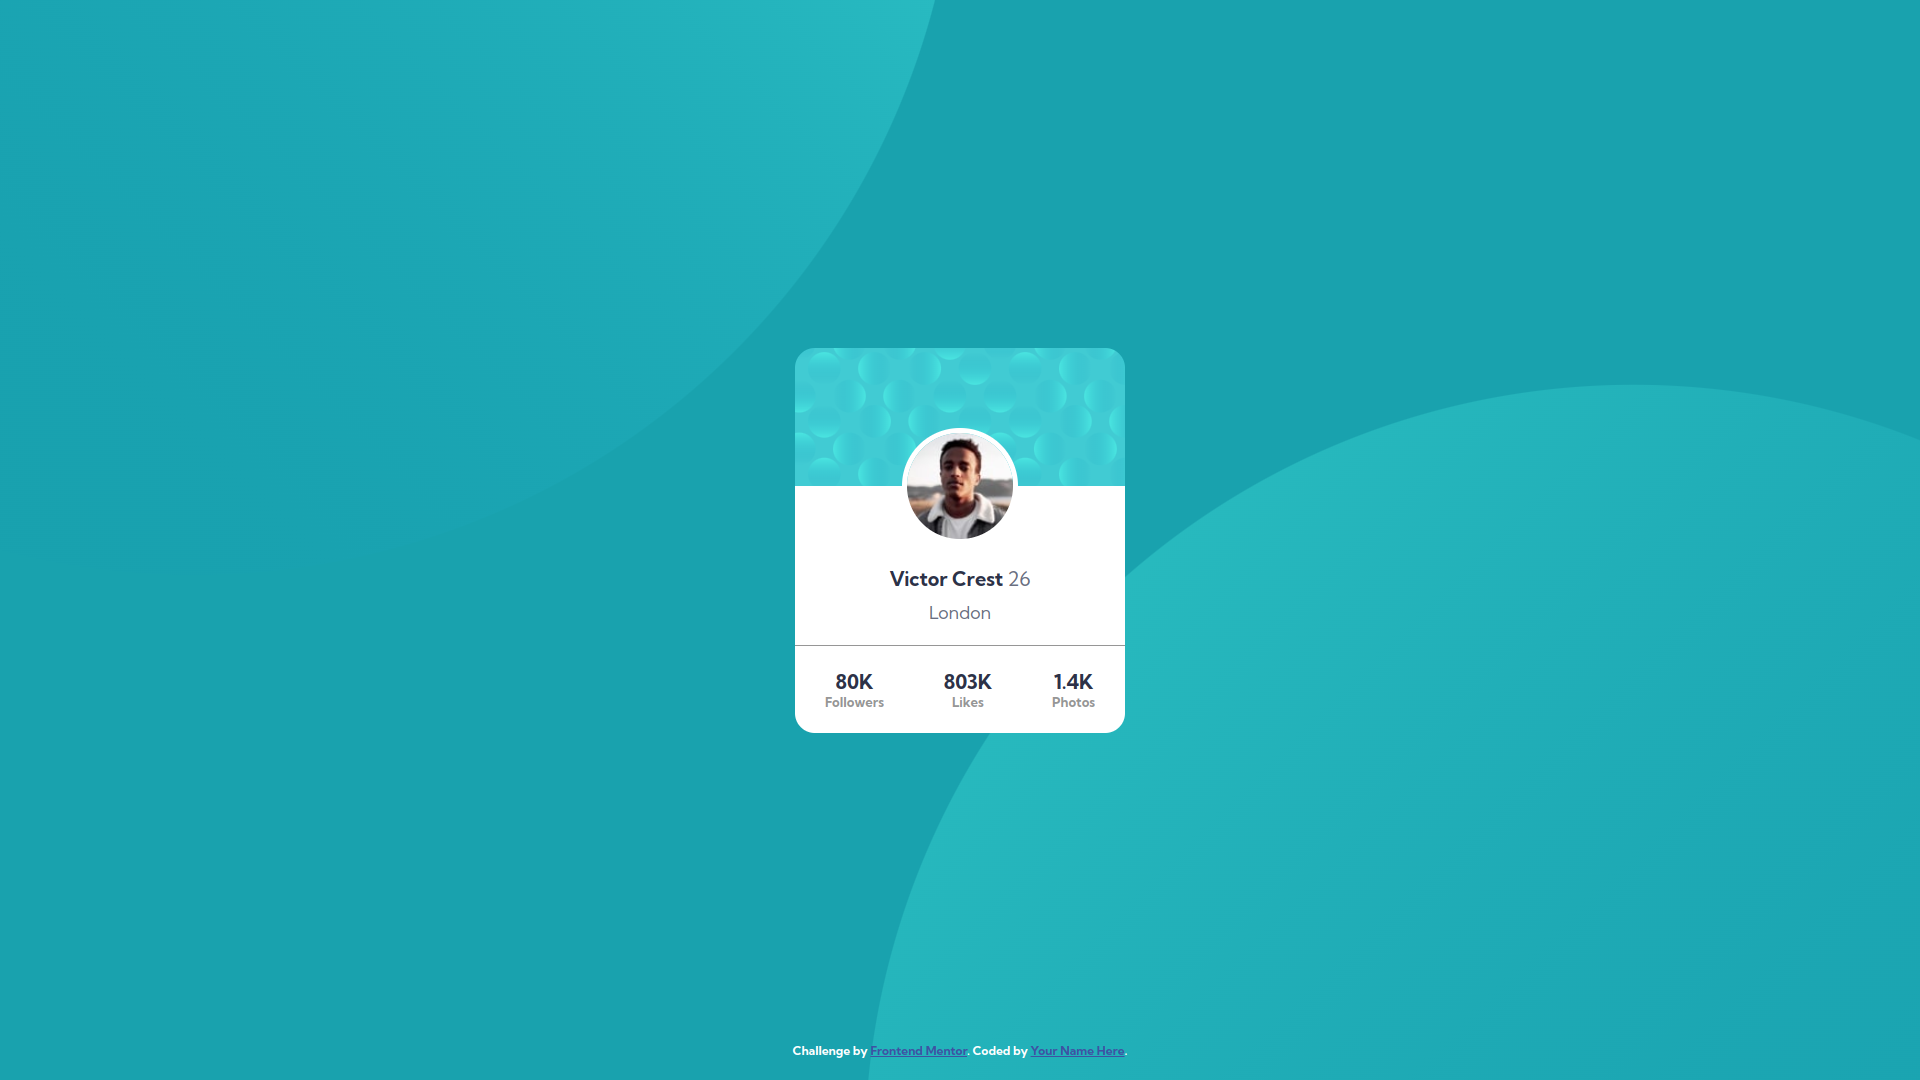 Victor Crest 26
London
80K 803K 1.4K
Followers Likes Photos
Challenge by Frontend Mentor. Coded by Your Name Here.